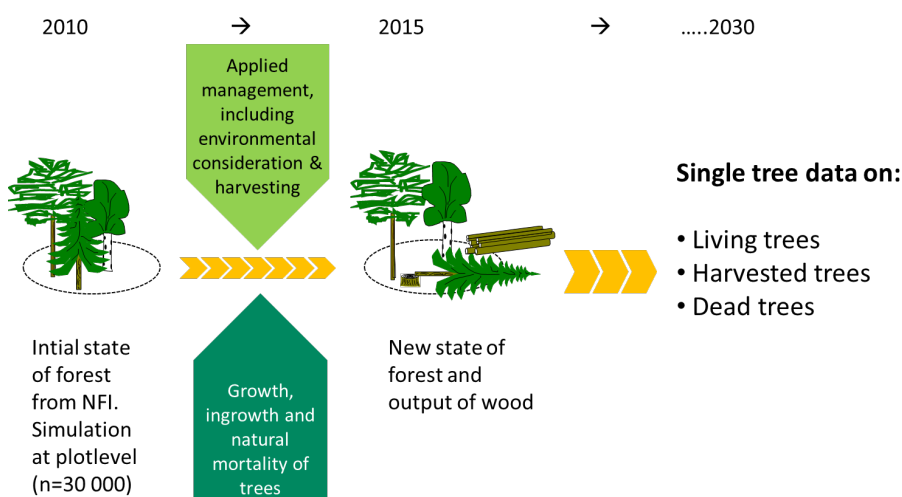 2010 → 2015 → .....2030
Applied
management,
including
environmental
consideration &
harvesting
Single tree data on:
• Living trees
• Harvested trees
• Dead trees
Intial state
of forest
from NFI.
Simulation
at plotlevel
(n=30 000)
Growth,
ingrowth and
natural
mortality of
trees
New state of
forest and
output of wood